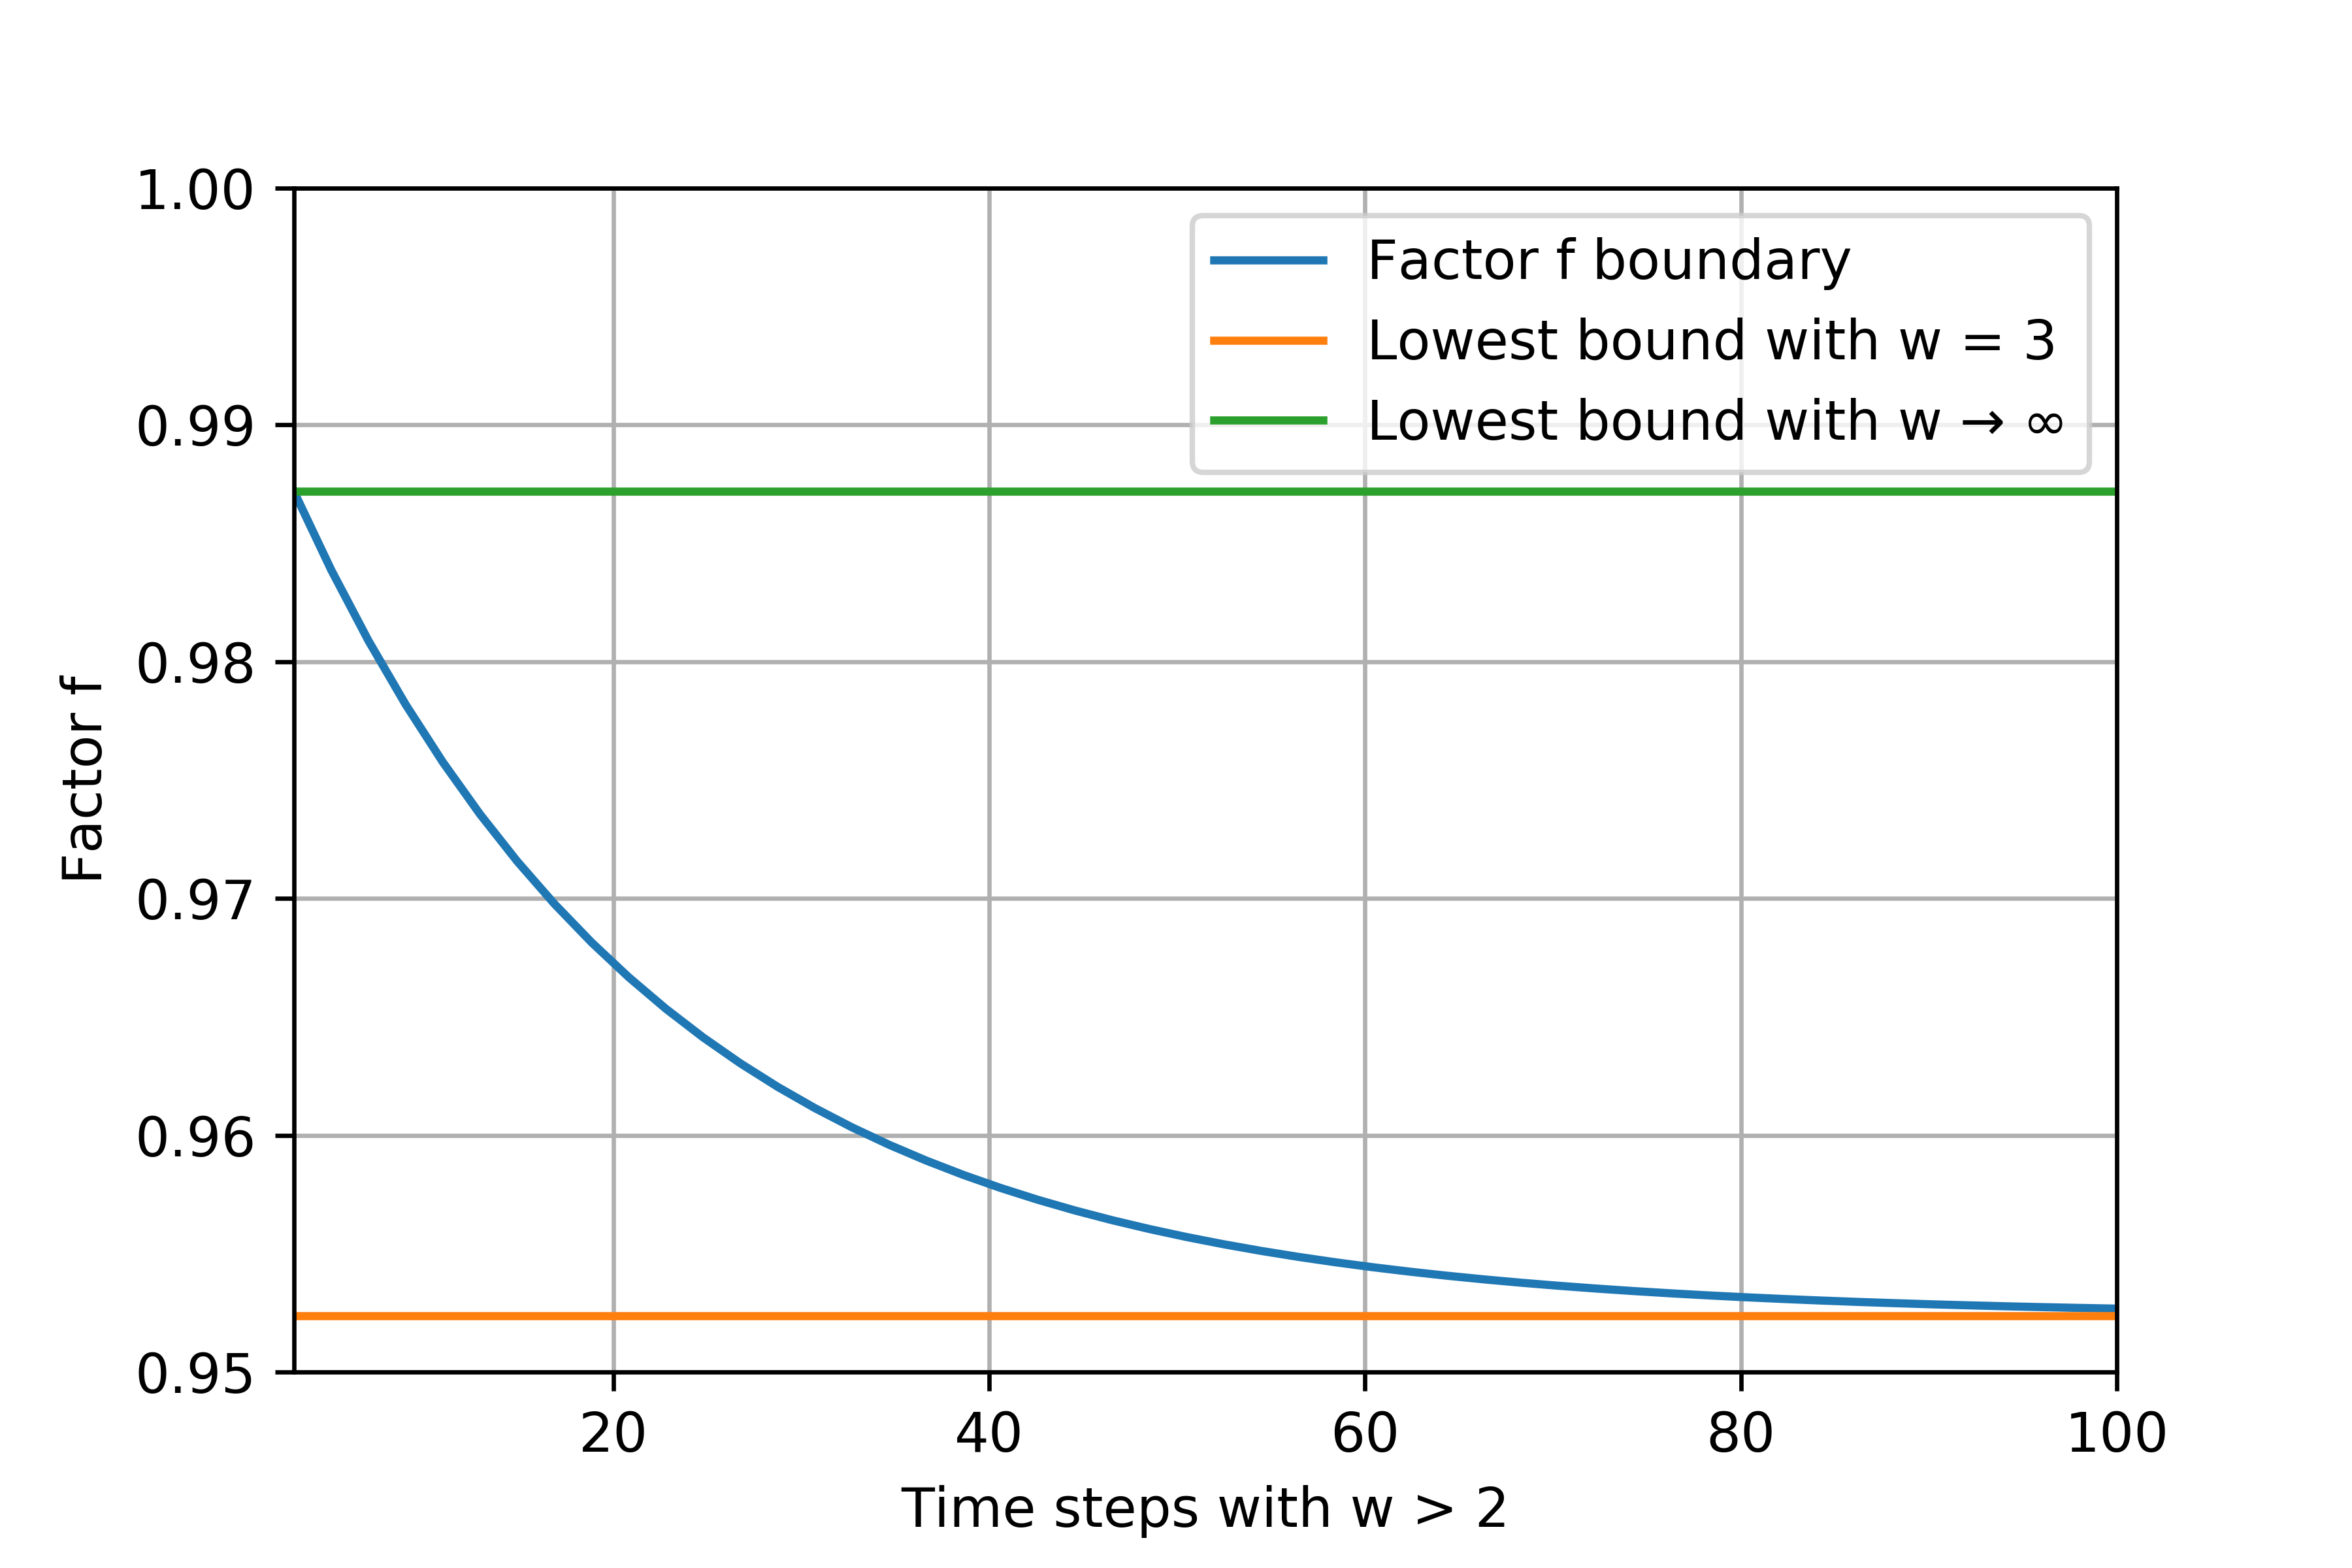 1.00
0.99
0.98
0.97
0.96
0.95
Factor f
Factor f boundary
Lowest bound with w = 3
Lowest bound with w → ∞
20 40 60 80 100
Time steps with w > 2